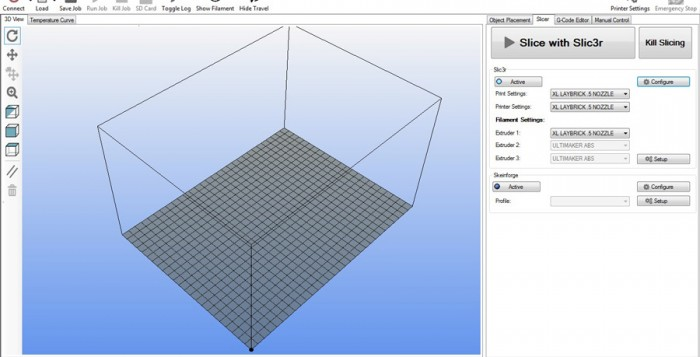 Connect Load Save Job Run Job Kill Job SD Card Toggle Log Show Filament Hide Travel Printer Settings Emergency Stop
3D View Temperature Curve Object Placement Slicer G-Code Editor Manual Control
Slice with Slic3r Kill Slicing
Slic3r
Active Configure
Print Settings: XL LAYBRICK .5 NOZZLE
Printer Settings: XL LAYBRICK .5 NOZZLE
Filament Settings:
Extruder 1: XL LAYBRICK .5 NOZZLE
Extruder 2: ULTIMAKER ABS
Extruder 3: ULTIMAKER ABS Setup
Skeinforge
Active Configure
Profile: Setup